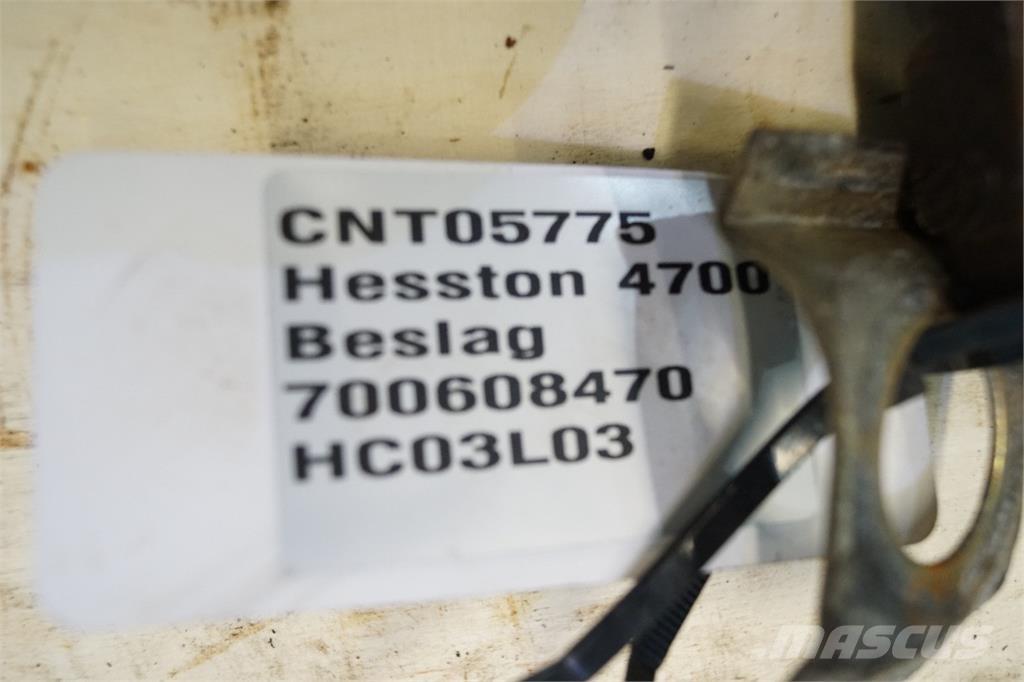 CNT05775
Hesston 4700
Beslag
700608470
HC03L03
MASCUS